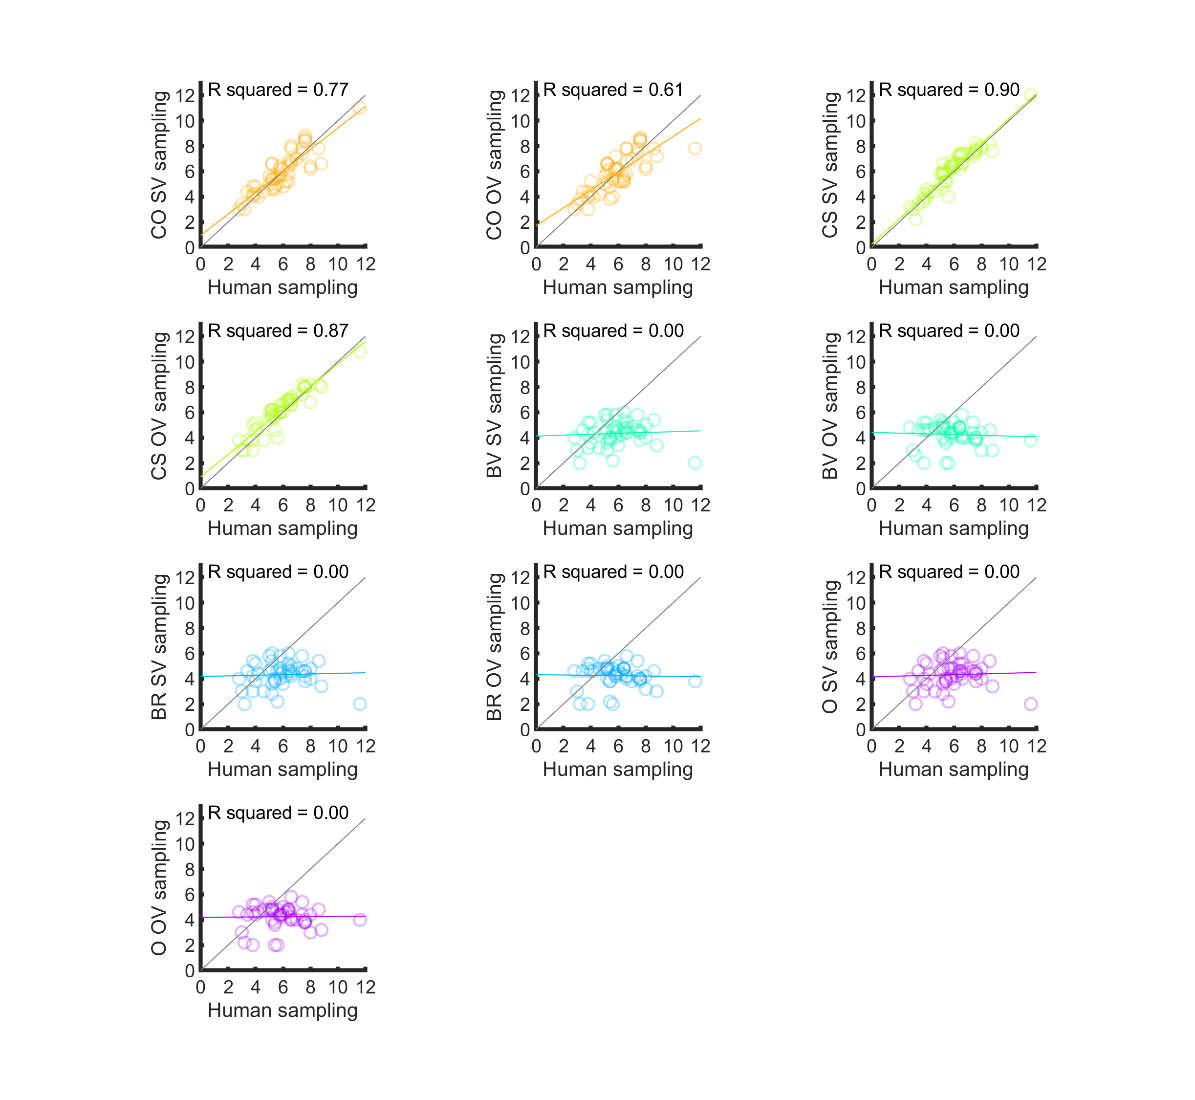 R squared = 0.77
CO SV sampling
12
10
8
6
4
2
0
0 2 4 6 8 10 12
Human sampling
R squared = 0.61
CO OV sampling
12
10
8
6
4
2
0
0 2 4 6 8 10 12
Human sampling
R squared = 0.90
CS SV sampling
12
10
8
6
4
2
0
0 2 4 6 8 10 12
Human sampling
R squared = 0.87
CS OV sampling
12
10
8
6
4
2
0
0 2 4 6 8 10 12
Human sampling
R squared = 0.00
BV SV sampling
12
10
8
6
4
2
0
0 2 4 6 8 10 12
Human sampling
R squared = 0.00
BV OV sampling
12
10
8
6
4
2
0
0 2 4 6 8 10 12
Human sampling
R squared = 0.00
BR SV sampling
12
10
8
6
4
2
0
0 2 4 6 8 10 12
Human sampling
R squared = 0.00
BR OV sampling
12
10
8
6
4
2
0
0 2 4 6 8 10 12
Human sampling
R squared = 0.00
O SV sampling
12
10
8
6
4
2
0
0 2 4 6 8 10 12
Human sampling
R squared = 0.00
O OV sampling
12
10
8
6
4
2
0
0 2 4 6 8 10 12
Human sampling